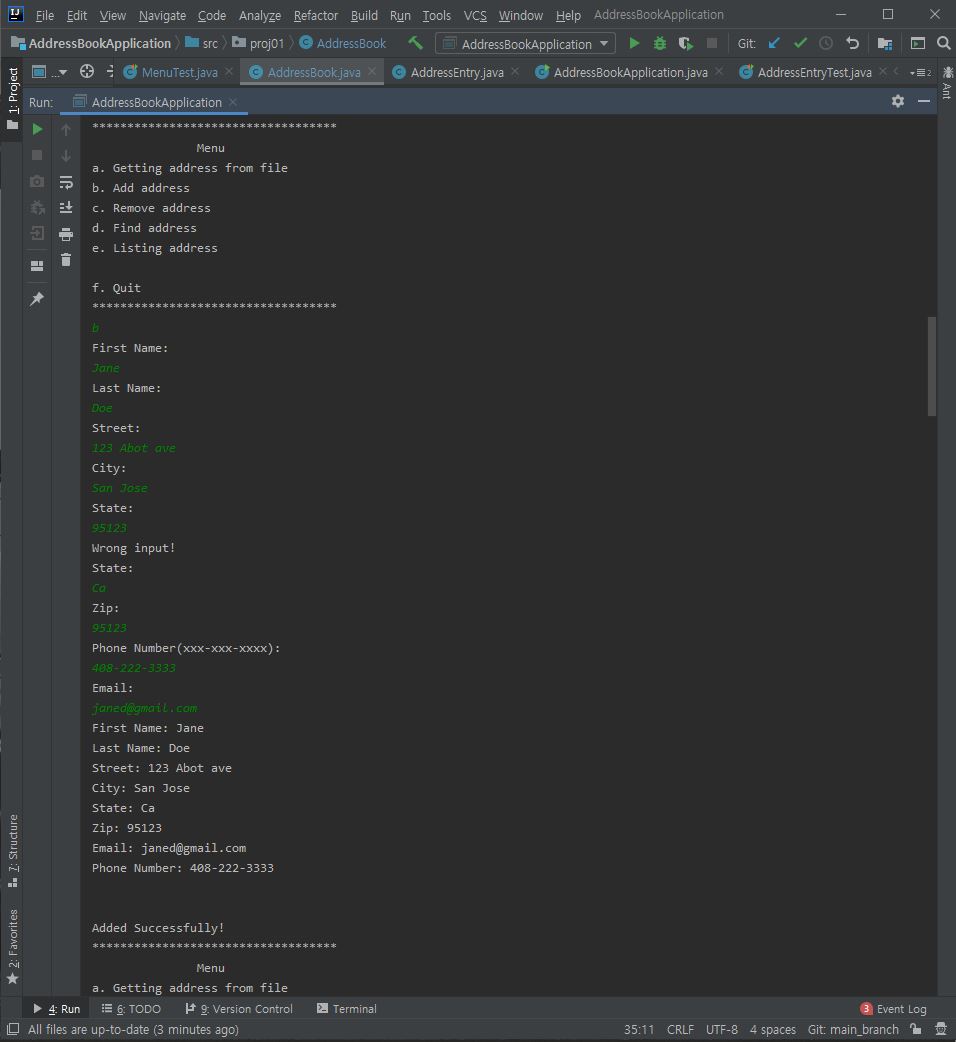 File Edit View Navigate Code Analyze Refactor Build Run Tools VCS Window Help AddressBookApplication
AddressBookApplication src proj01 AddressBook AddressBookApplication Git:
... MenuTest.java AddressBook.java AddressEntry.java AddressBookApplication.java AddressEntryTest.java 2
1: Project
Ant
Run: AddressBookApplication
***********************************
Menu
a. Getting address from file
b. Add address
c. Remove address
d. Find address
e. Listing address
f. Quit
***********************************
b
First Name:
Jane
Last Name:
Doe
Street:
123 Abot ave
City:
San Jose
State:
95123
Wrong input!
State:
Ca
Zip:
95123
Phone Number(xxx-xxx-xxxx):
408-222-3333
Email:
janed@gmail.com
First Name: Jane
Last Name: Doe
Street: 123 Abot ave
City: San Jose
State: Ca
Zip: 95123
Email: janed@gmail.com
Phone Number: 408-222-3333
Added Successfully!
***********************************
Menu
a. Getting address from file
7: Structure
2: Favorites
4: Run 6: TODO 9: Version Control Terminal 3 Event Log
All files are up-to-date (3 minutes ago) 35:11 CRLF UTF-8 4 spaces Git: main_branch